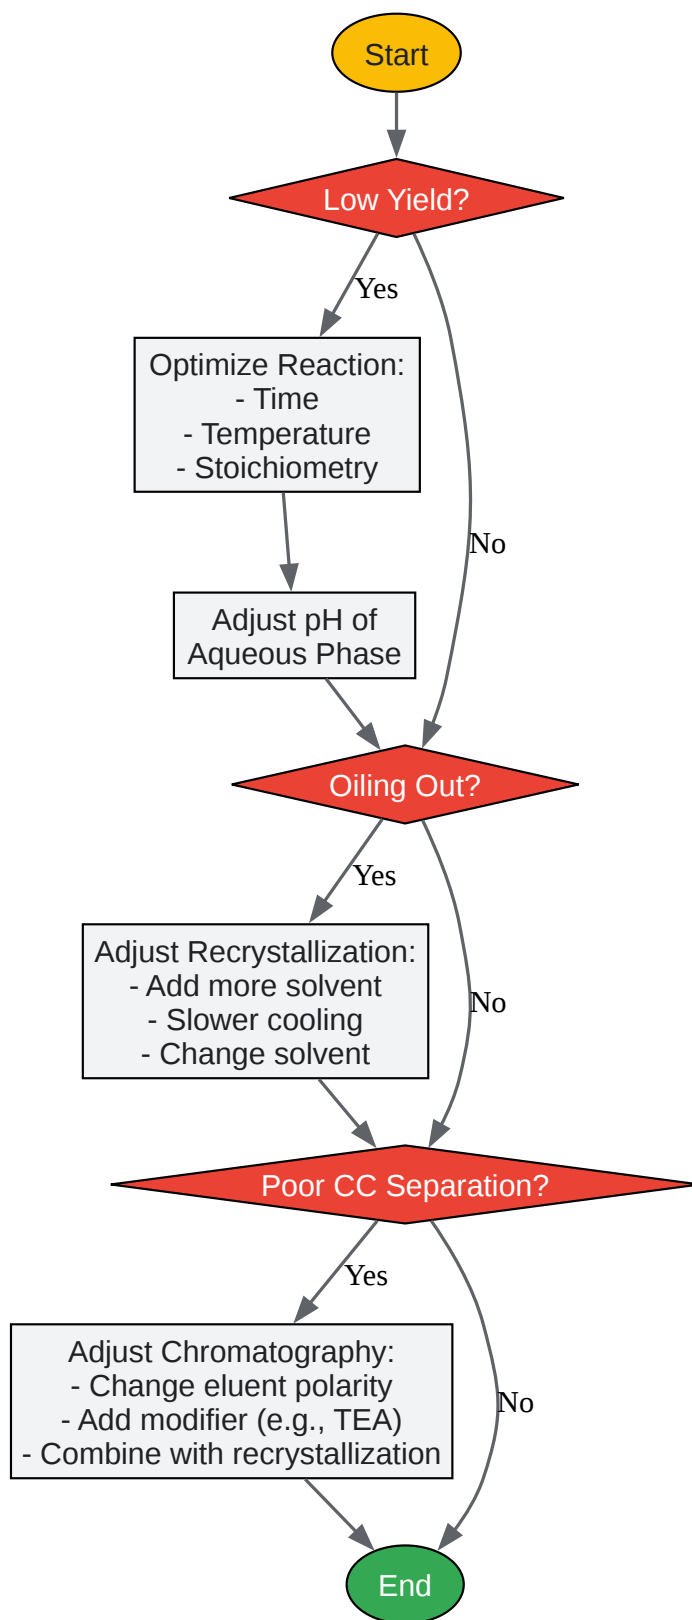 Start
Low Yield?
Yes
Optimize Reaction:
- Time
- Temperature
- Stoichiometry
No
Adjust pH of
Aqueous Phase
Oiling Out?
Yes
Adjust Recrystallization:
- Add more solvent
- Slower cooling
- Change solvent
No
Poor CC Separation?
Yes
Adjust Chromatography:
- Change eluent polarity
- Add modifier (e.g., TEA)
- Combine with recrystallization
No
End